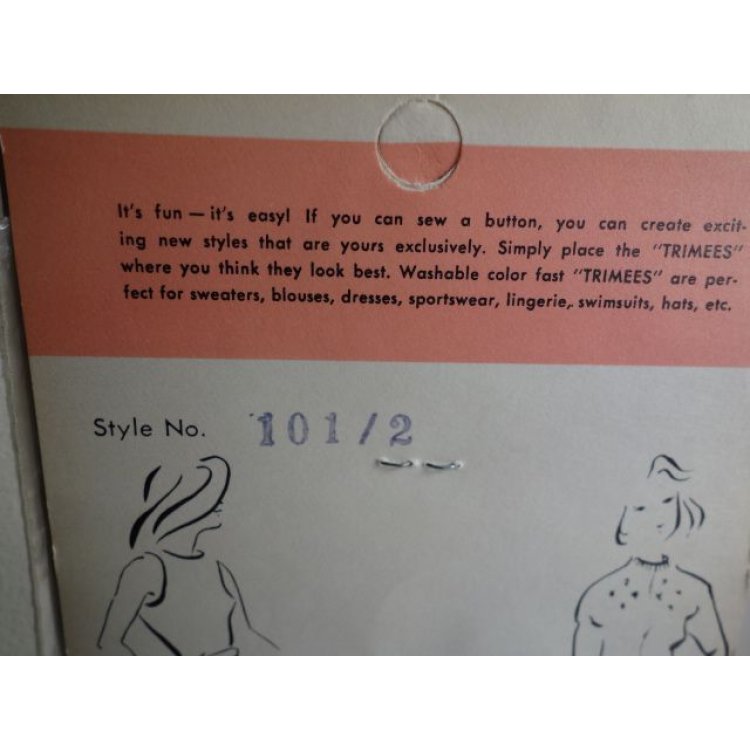 It's fun — it's easy! If you can sew a button, you can create excit-
ing new styles that are yours exclusively. Simply place the "TRIMEES"
where you think they look best. Washable color fast "TRIMEES" are per-
fect for sweaters, blouses, dresses, sportswear, lingerie, swimsuits, hats, etc.
Style No. 101/2